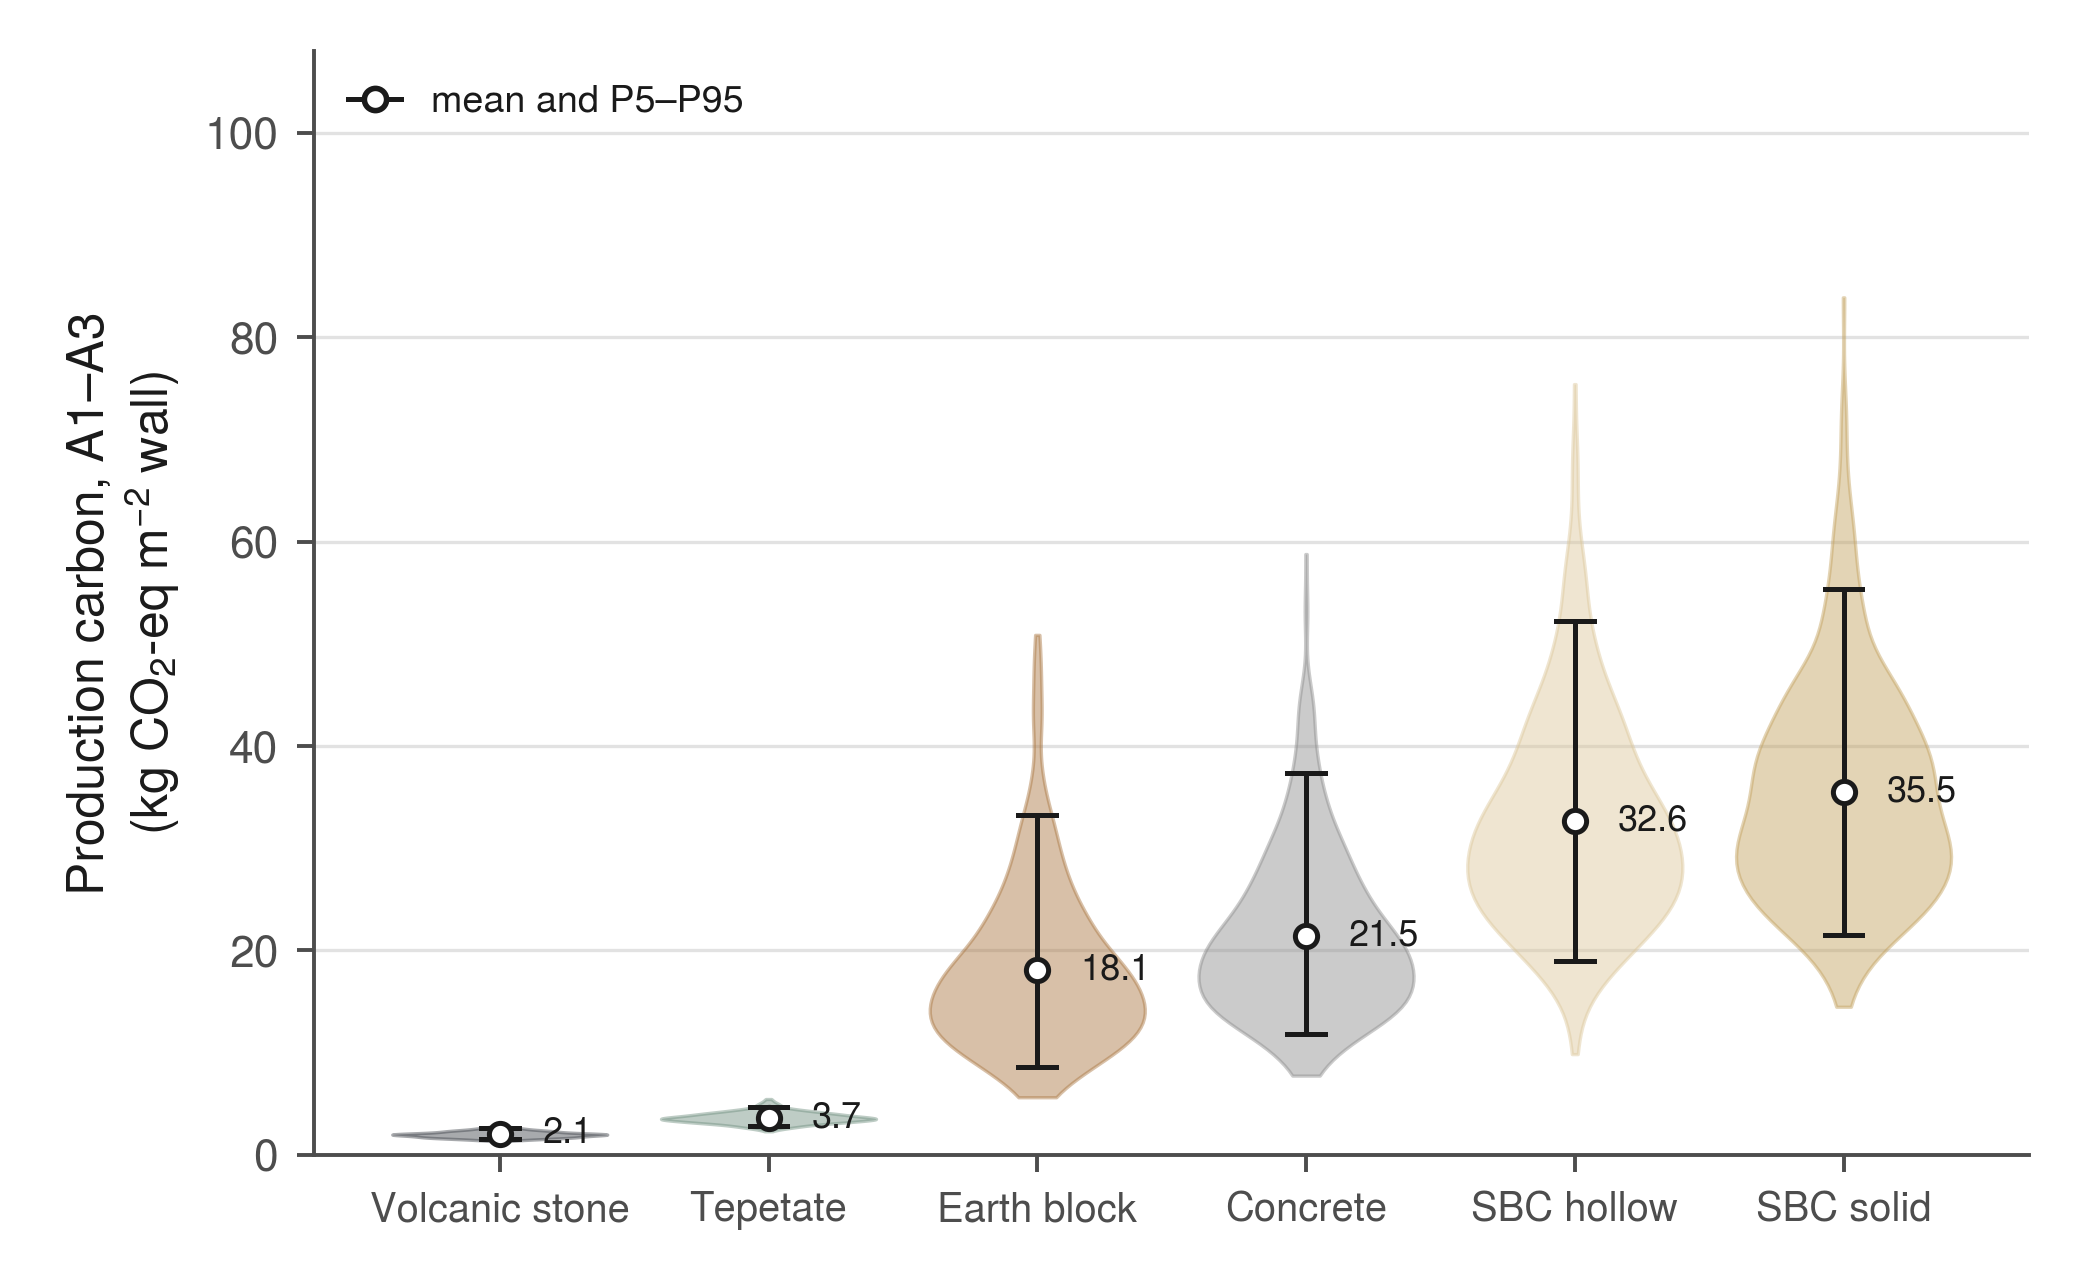 mean and P5–P95
100
80
60
40
20
0
Production carbon, A1–A3
(kg CO₂-eq m⁻² wall)
2.1
3.7
18.1
21.5
32.6
35.5
Volcanic stone
Tepetate
Earth block
Concrete
SBC hollow
SBC solid